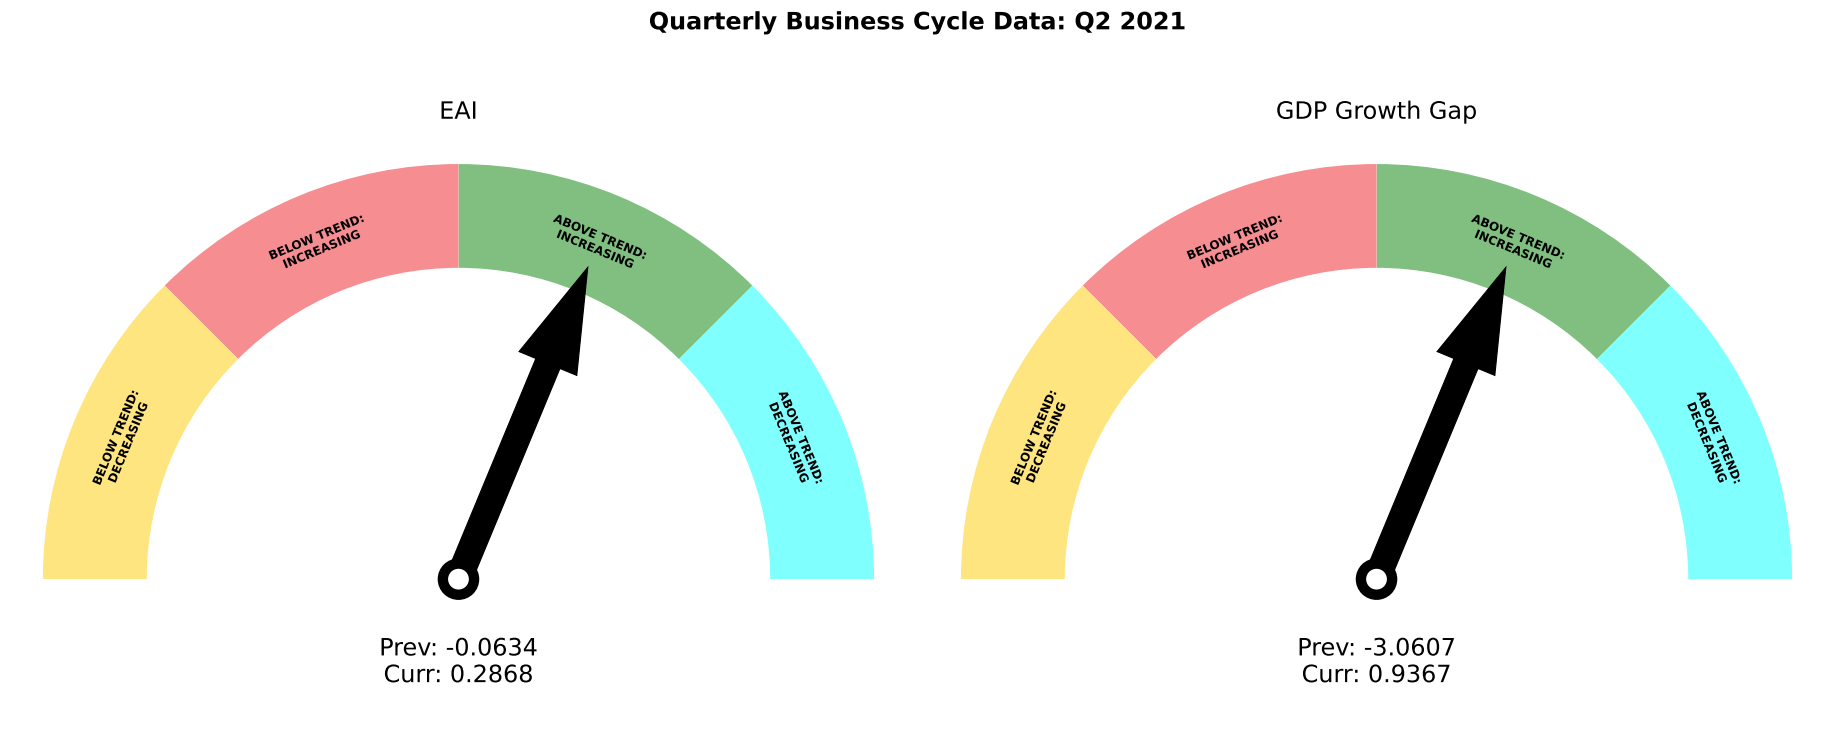 Quarterly Business Cycle Data: Q2 2021
EAI
BELOW TREND:
DECREASING
BELOW TREND:
INCREASING
ABOVE TREND:
INCREASING
ABOVE TREND:
DECREASING
Prev: -0.0634
Curr: 0.2868
GDP Growth Gap
BELOW TREND:
DECREASING
BELOW TREND:
INCREASING
ABOVE TREND:
INCREASING
ABOVE TREND:
DECREASING
Prev: -3.0607
Curr: 0.9367